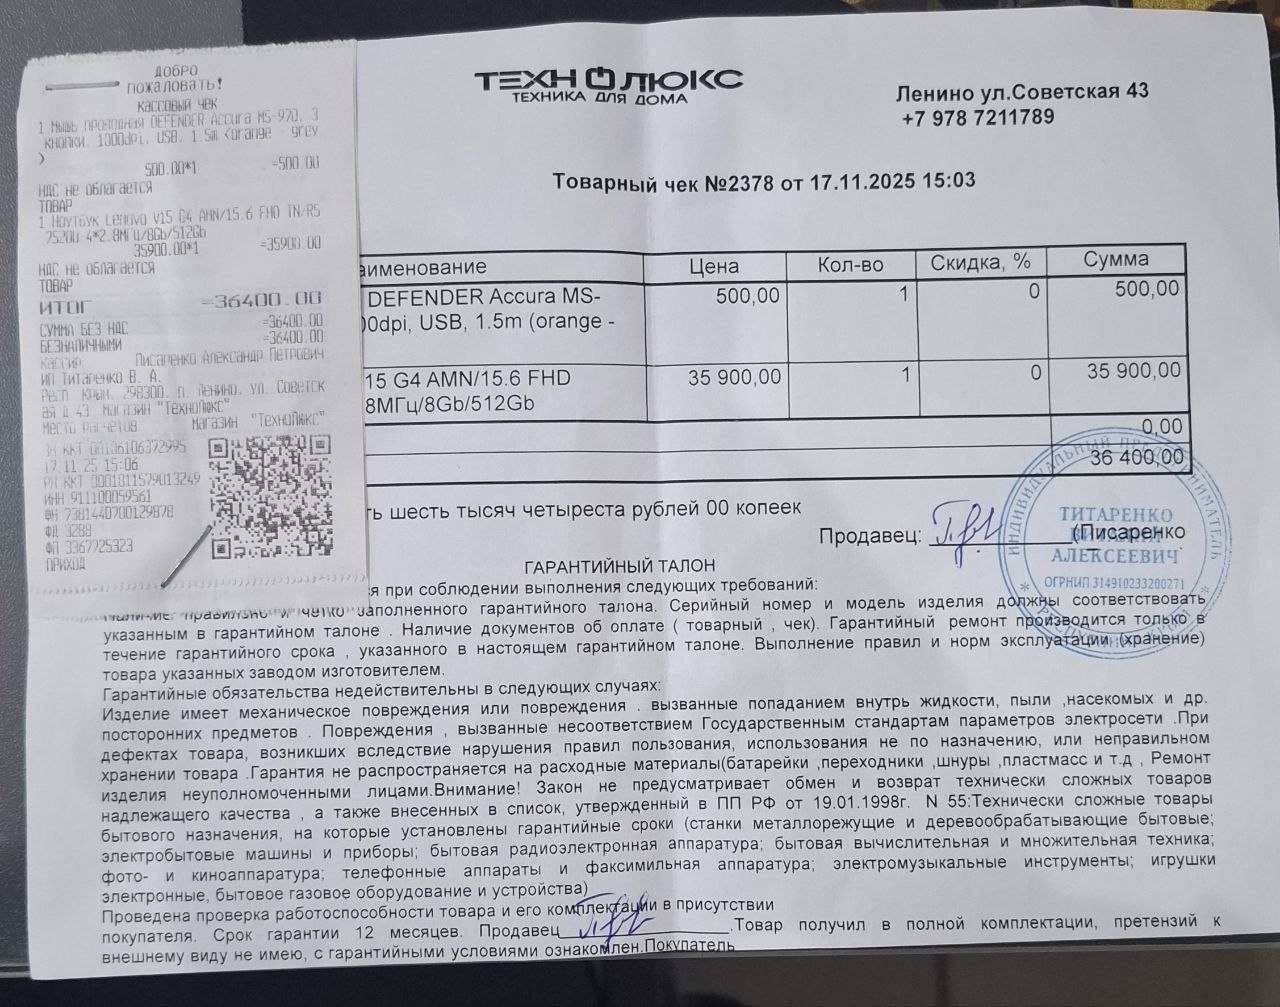 ДОБРО
ПОЖАЛОВАТЬ!
КАССОВЫЙ ЧЕК
1 Мышь проводная DEFENDER Accura MS-970, 3
кнопки, 1000dpi, USB, 1.5m (orange - grey
)
500.00*1 =500.00
НДС не облагается
ТОВАР
1 Ноутбук Lenovo V15 G4 AMN/15.6 FHD TN/R5
7520U 4*2.8МГц/8Gb/512Gb
35900.00*1 =35900.00
НДС не облагается
ТОВАР
ИТОГ =36400.00
СУММА БЕЗ НДС =36400.00
БЕЗНАЛИЧНЫМИ =36400.00
Кассир Писаренко Александр Петрович
ИП Титаренко В. А.
Респ Крым, 298300, п. Ленино, ул. Советск
ая д.43 Магазин "ТехноЛюкс"
Место расчетов Магазин "ТехноЛюкс"
ЗН ККТ 00106106372995
17.11.25 15:06
РН ККТ 0001811579013249
ИНН 911100059561
ФН 7381440700129878
ФД 3288
ФП 3367725323
ПРИХОД
ТЕХНОЛЮКС
ТЕХНИКА ДЛЯ ДОМА
Ленино ул.Советская 43
+7 978 7211789
Товарный чек №2378 от 17.11.2025 15:03
аименование Цена Кол-во Скидка, % Сумма
DEFENDER Accura MS- 500,00 1 0 500,00
00dpi, USB, 1.5m (orange -
15 G4 AMN/15.6 FHD 35 900,00 1 0 35 900,00
8МГц/8Gb/512Gb
0,00
36 400,00
ть шесть тысяч четыреста рублей 00 копеек
Продавец: (Писаренко
ИНДИВИДУАЛЬНЫЙ ПРЕДПРИНИМАТЕЛЬ
ТИТАРЕНКО
ВИТАЛИЙ
АЛЕКСЕЕВИЧ
ОГРНИП 314910233200271
ГАРАНТИЙНЫЙ ТАЛОН
я при соблюдении выполнения следующих требований:
Наличие правильно и четко заполненного гарантийного талона. Серийный номер и модель изделия должны соответствовать
указанным в гарантийном талоне . Наличие документов об оплате ( товарный , чек). Гарантийный ремонт производится только в
течение гарантийного срока , указанного в настоящем гарантийном талоне. Выполнение правил и норм эксплуатации (хранение)
товара указанных заводом изготовителем.
Гарантийные обязательства недействительны в следующих случаях:
Изделие имеет механическое повреждения или повреждения . вызванные попаданием внутрь жидкости, пыли ,насекомых и др.
посторонних предметов . Повреждения , вызванные несоответствием Государственным стандартам параметров электросети .При
дефектах товара, возникших вследствие нарушения правил пользования, использования не по назначению, или неправильном
хранении товара .Гарантия не распространяется на расходные материалы(батарейки ,переходники ,шнуры ,пластмасс и т.д , Ремонт
изделия неуполномоченными лицами.Внимание! Закон не предусматривает обмен и возврат технически сложных товаров
надлежащего качества , а также внесенных в список, утвержденный в ПП РФ от 19.01.1998г. N 55:Технически сложные товары
бытового назначения, на которые установлены гарантийные сроки (станки металлорежущие и деревообрабатывающие бытовые;
электробытовые машины и приборы; бытовая радиоэлектронная аппаратура; бытовая вычислительная и множительная техника;
фото- и киноаппаратура; телефонные аппараты и факсимильная аппаратура; электромузыкальные инструменты; игрушки
электронные, бытовое газовое оборудование и устройства)
Проведена проверка работоспособности товара и его комплектации в присутствии
покупателя. Срок гарантии 12 месяцев. Продавец .Товар получил в полной комплектации, претензий к
внешнему виду не имею, с гарантийными условиями ознакомлен.Покупатель